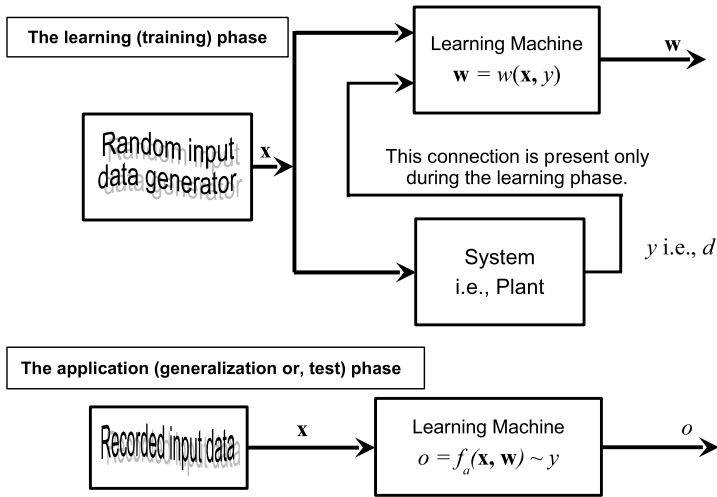 The learning (training) phase
Learning Machine
w = w(x, y)
w
Random input
data generator
x
This connection is present only
during the learning phase.
System
i.e., Plant
y i.e., d
The application (generalization or, test) phase
Recorded input data
x
Learning Machine
o = fa(x, w) ~ y
o